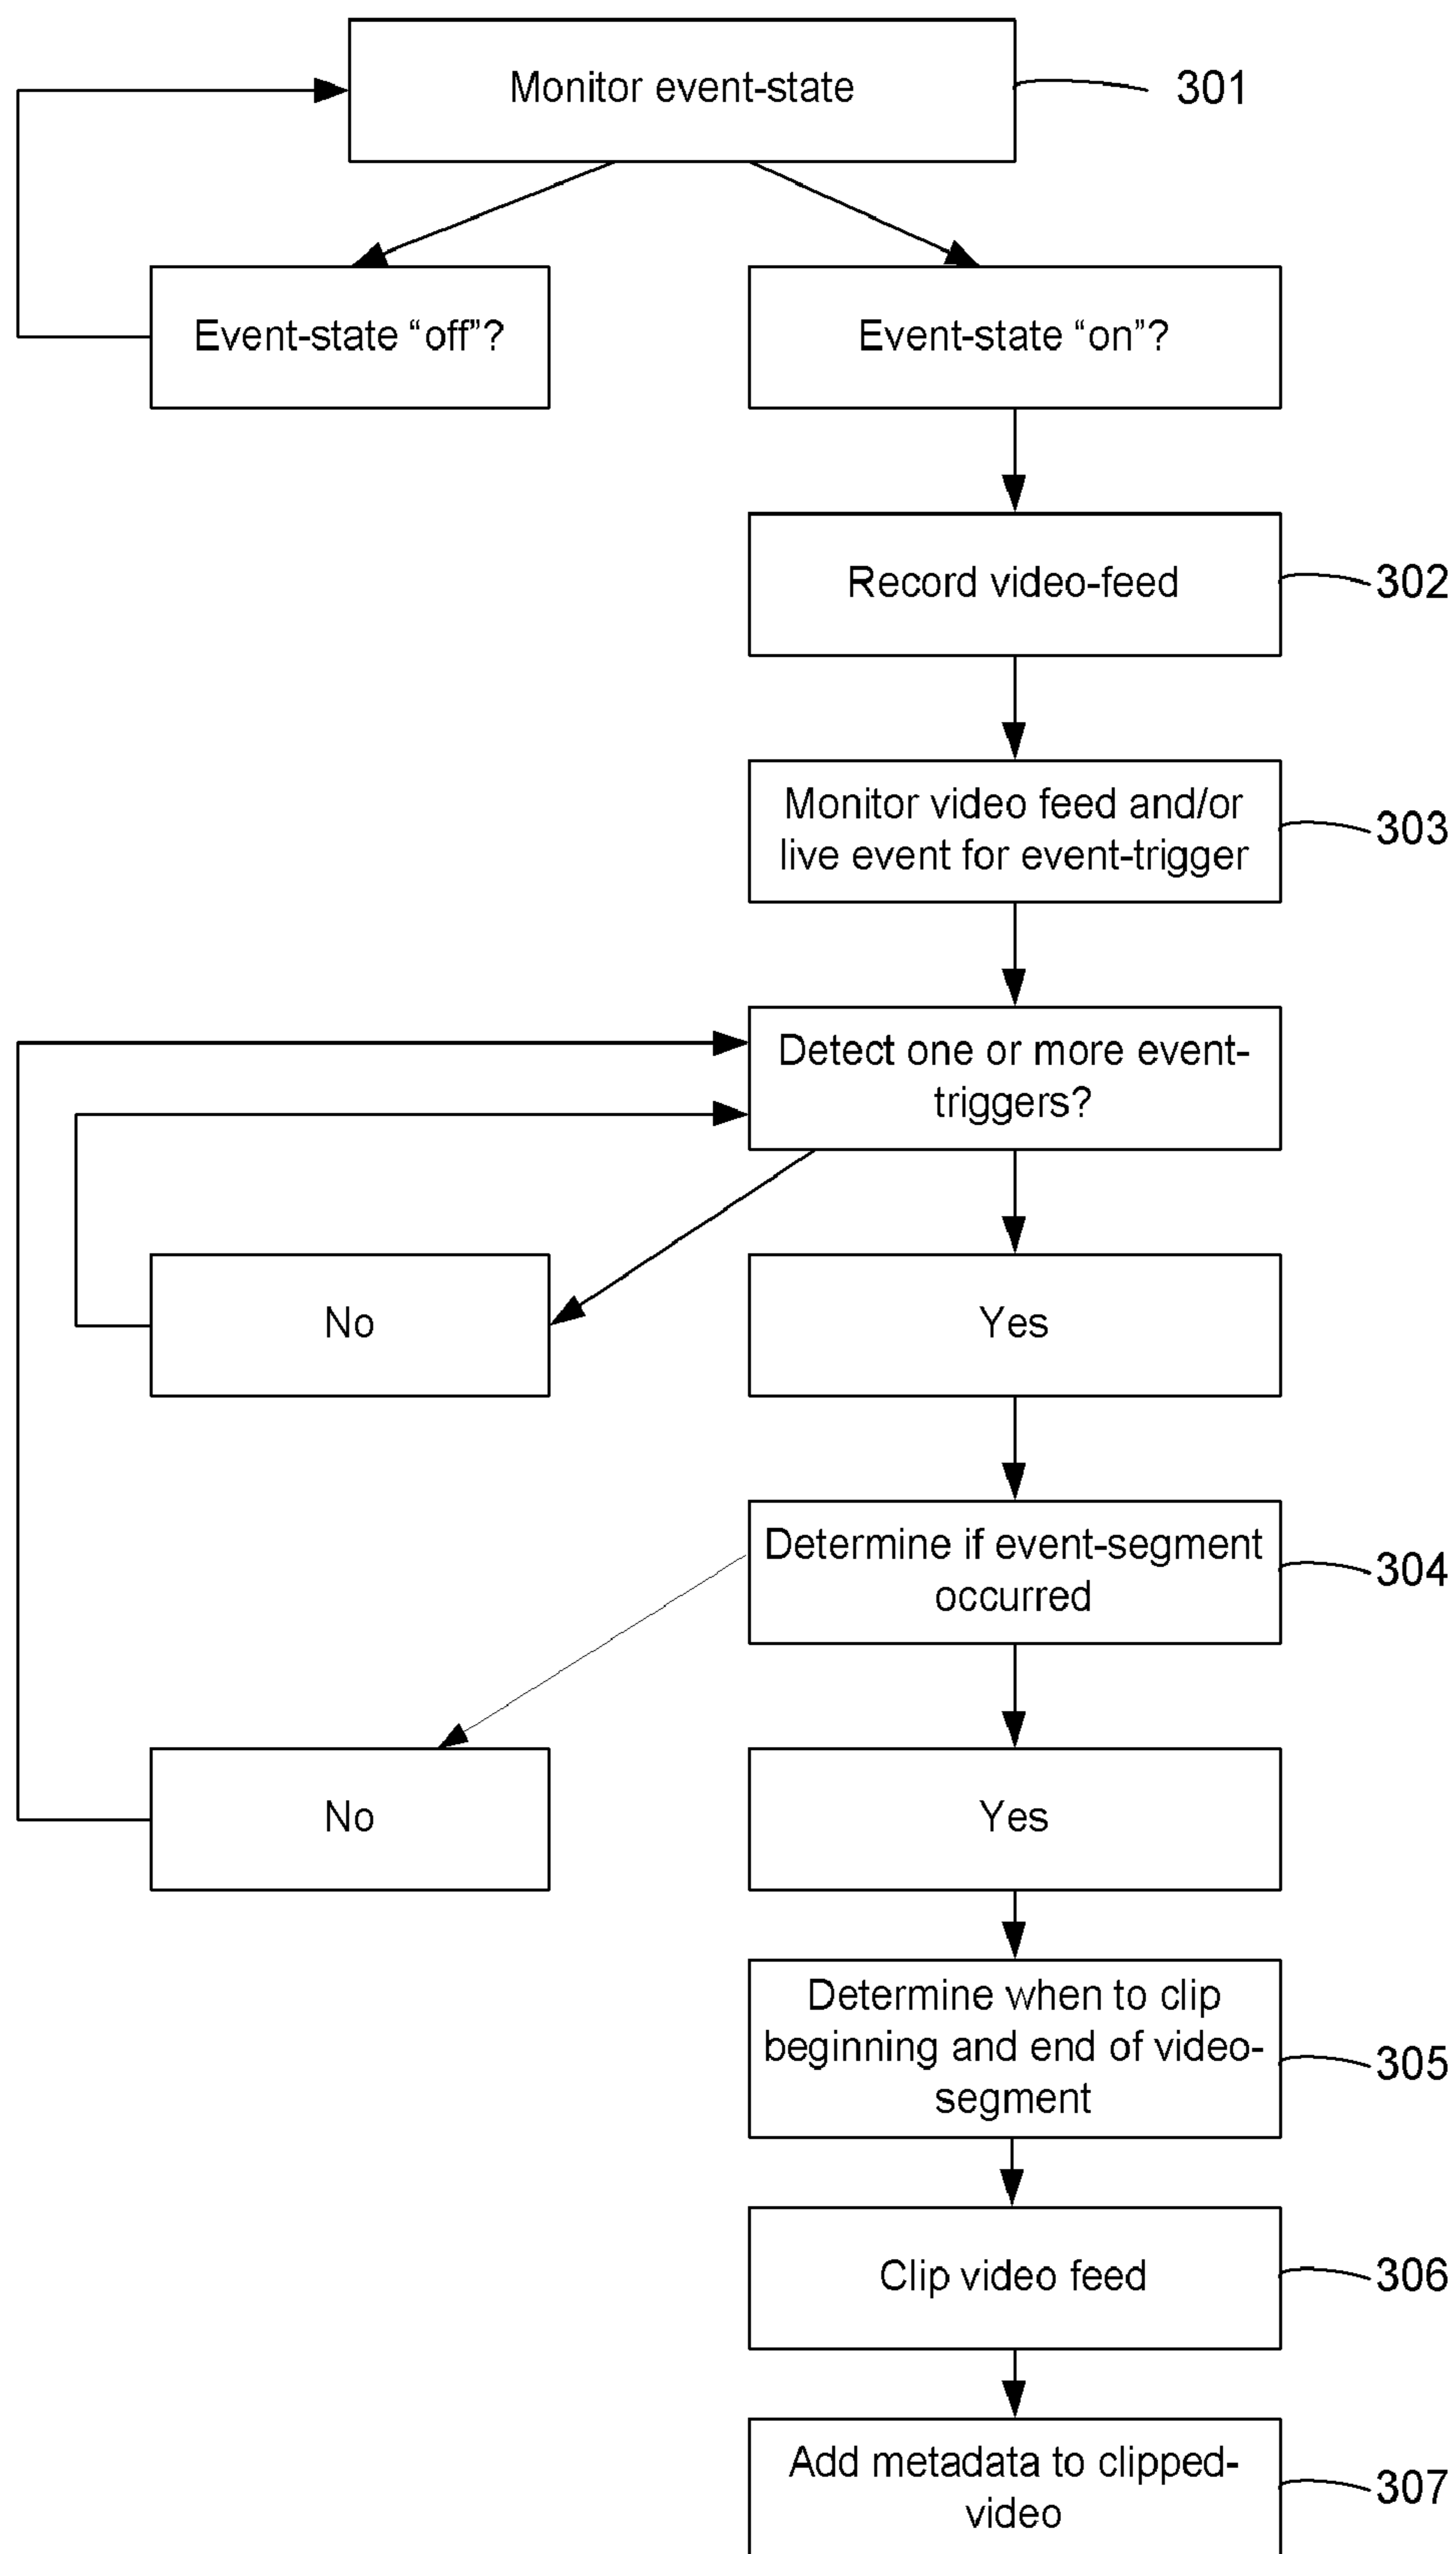 Monitor event-state
301
Event-state “off”?
Event-state “on”?
Record video-feed
302
Monitor video feed and/or
live event for event-trigger
303
Detect one or more event-
triggers?
No
Yes
Determine if event-segment
occurred
304
No
Yes
Determine when to clip
beginning and end of video-
segment
305
Clip video feed
306
Add metadata to clipped-
video
307